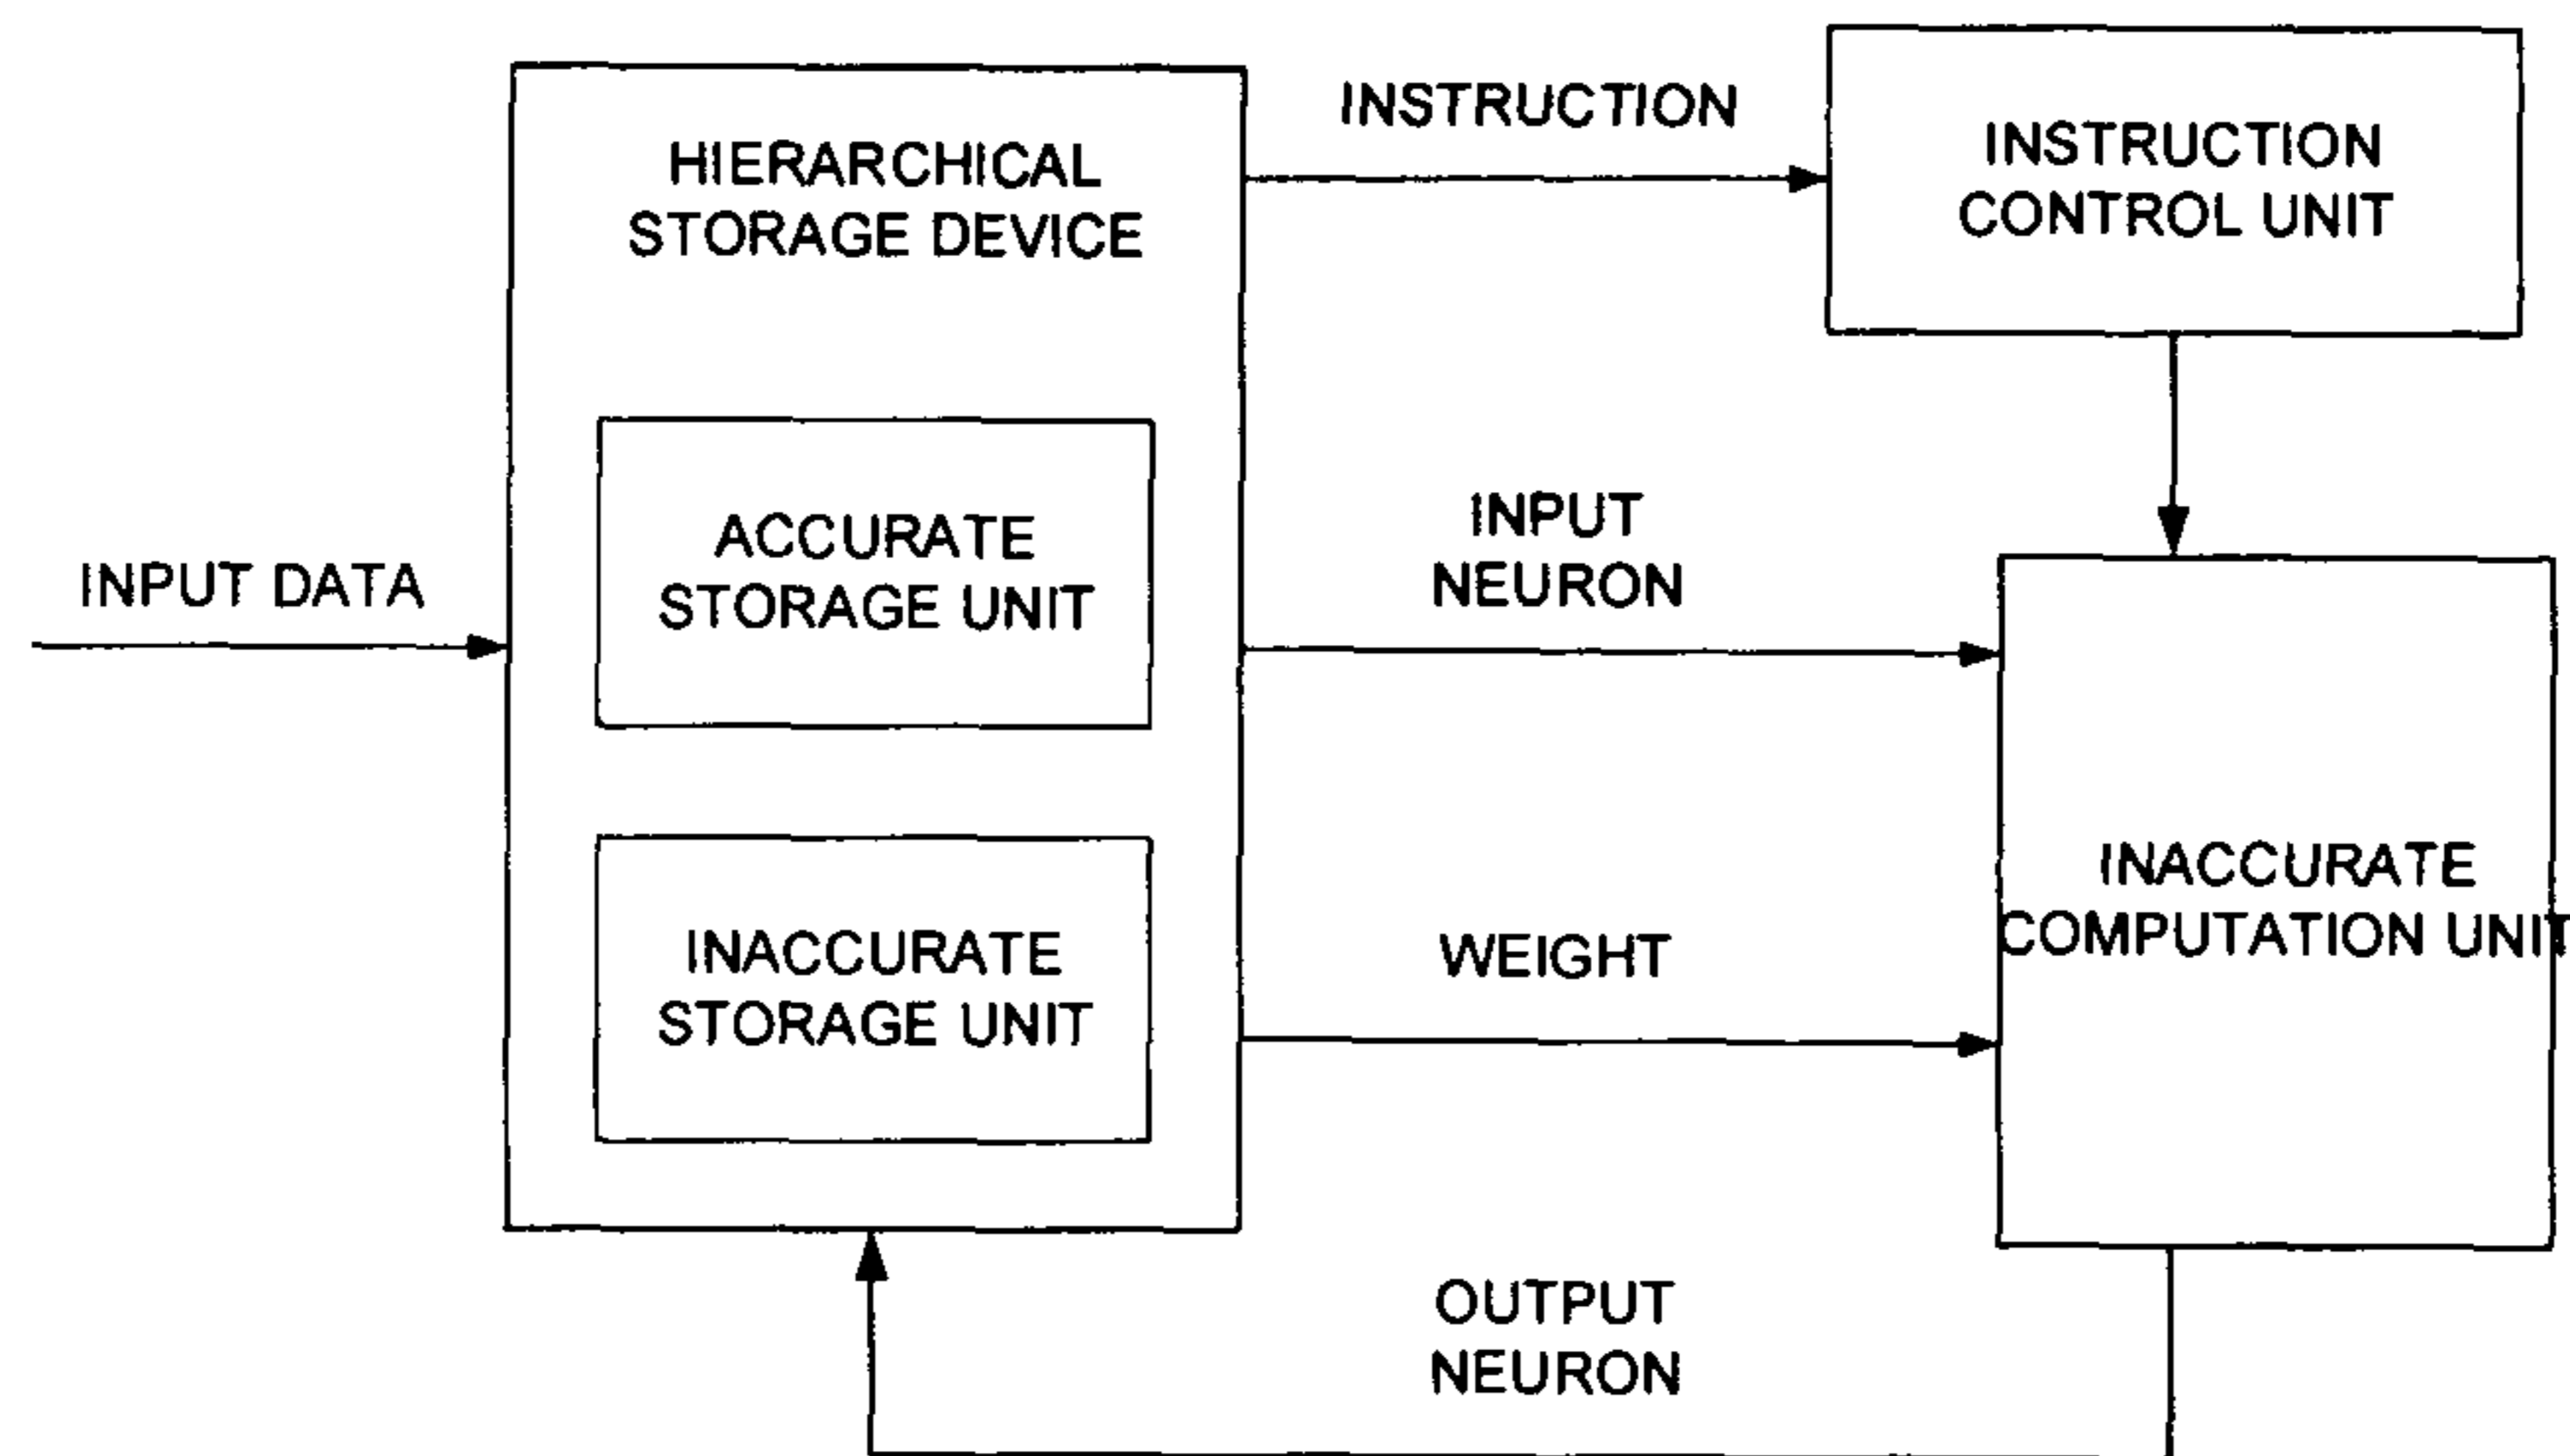 INPUT DATA
HIERARCHICAL
STORAGE DEVICE
ACCURATE
STORAGE UNIT
INACCURATE
STORAGE UNIT
INSTRUCTION
INSTRUCTION
CONTROL UNIT
INPUT
NEURON
WEIGHT
INACCURATE
COMPUTATION UNIT
OUTPUT
NEURON